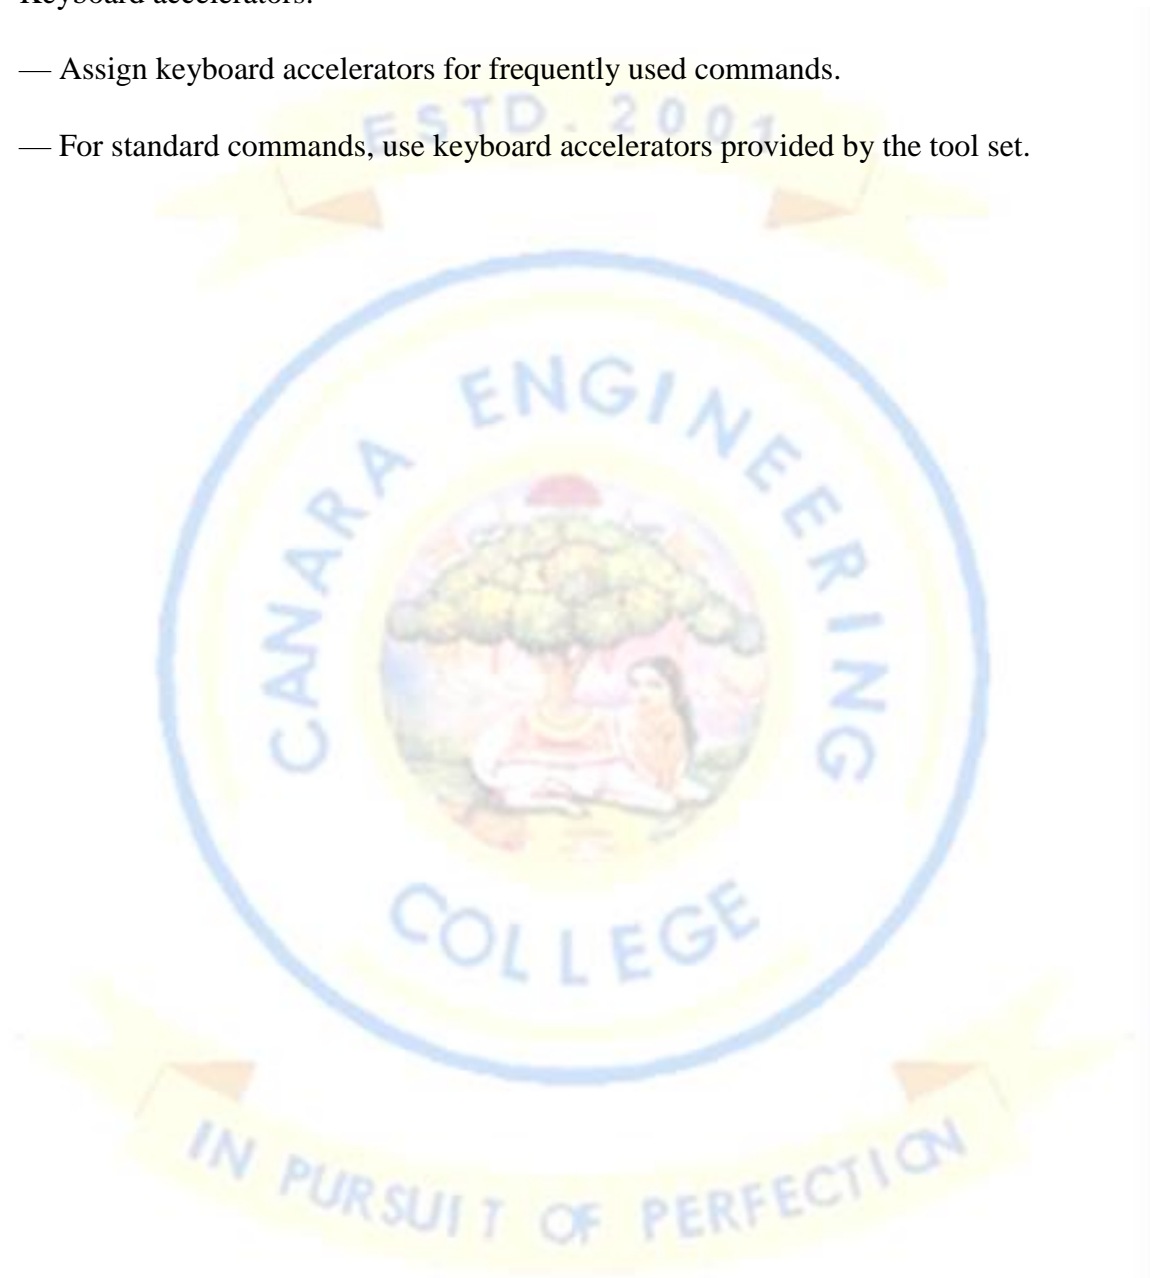 Keyboard accelerators:
— Assign keyboard accelerators for frequently used commands.
ESTD. 2001
— For standard commands, use keyboard accelerators provided by the tool set.
CANARA ENGINEERING
COLLEGE
IN PURSUIT OF PERFECTION